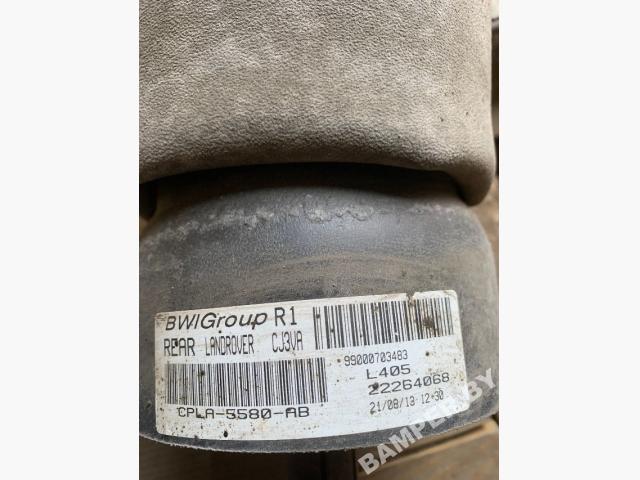 BWIGroup R1
REAR LANDROVER CJ3VA
99000703483
L405
22264068
CPLA-5580-AB
21/08/13 12:30
BAMPER.BY